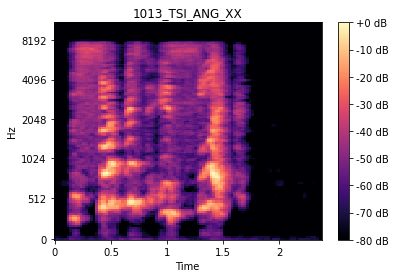 1013_TSI_ANG_XX
+0 dB
8192
-10 dB
4096
-20 dB
-30 dB
2048
-40 dB
Hz
1024
-50 dB
512
-60 dB
-70 dB
0
-80 dB
0
0.5
1
1.5
2
Time